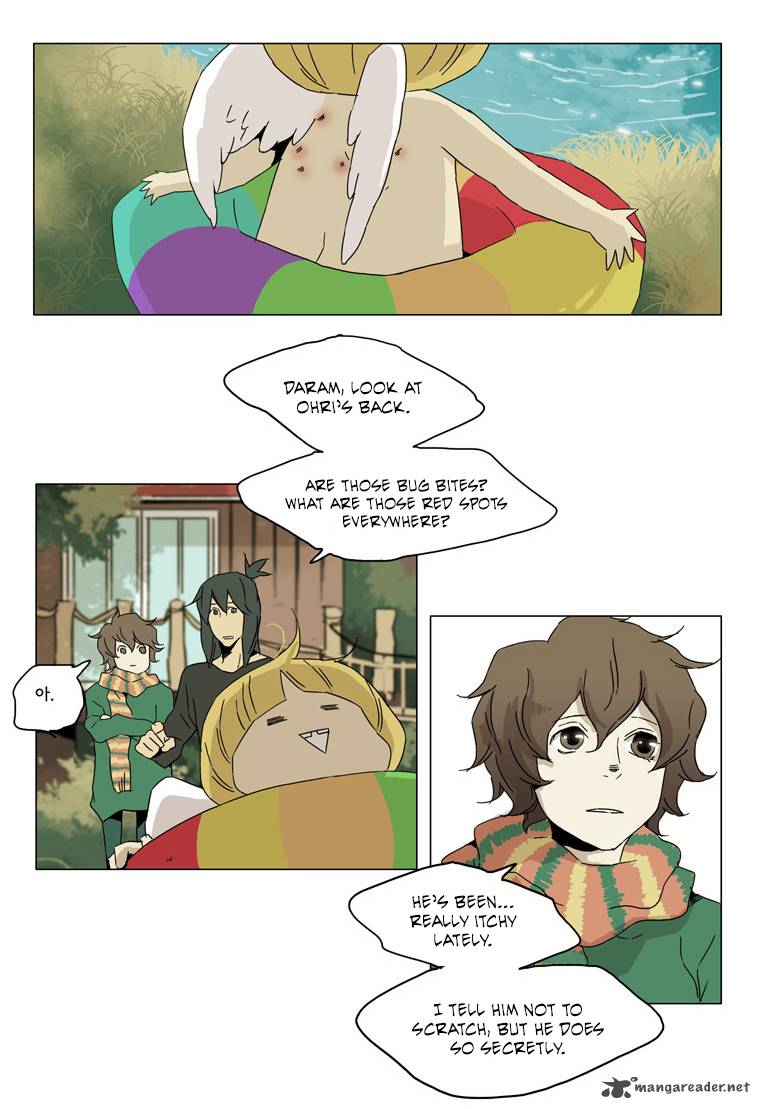 DARAM, LOOK AT
OHRI'S BACK.
ARE THOSE BUG BITES?
WHAT ARE THOSE RED SPOTS
EVERYWHERE?
아.
HE'S BEEN...
REALLY ITCHY
LATELY.
I TELL HIM NOT TO
SCRATCH, BUT HE DOES
SO SECRETLY.
mangareader.net